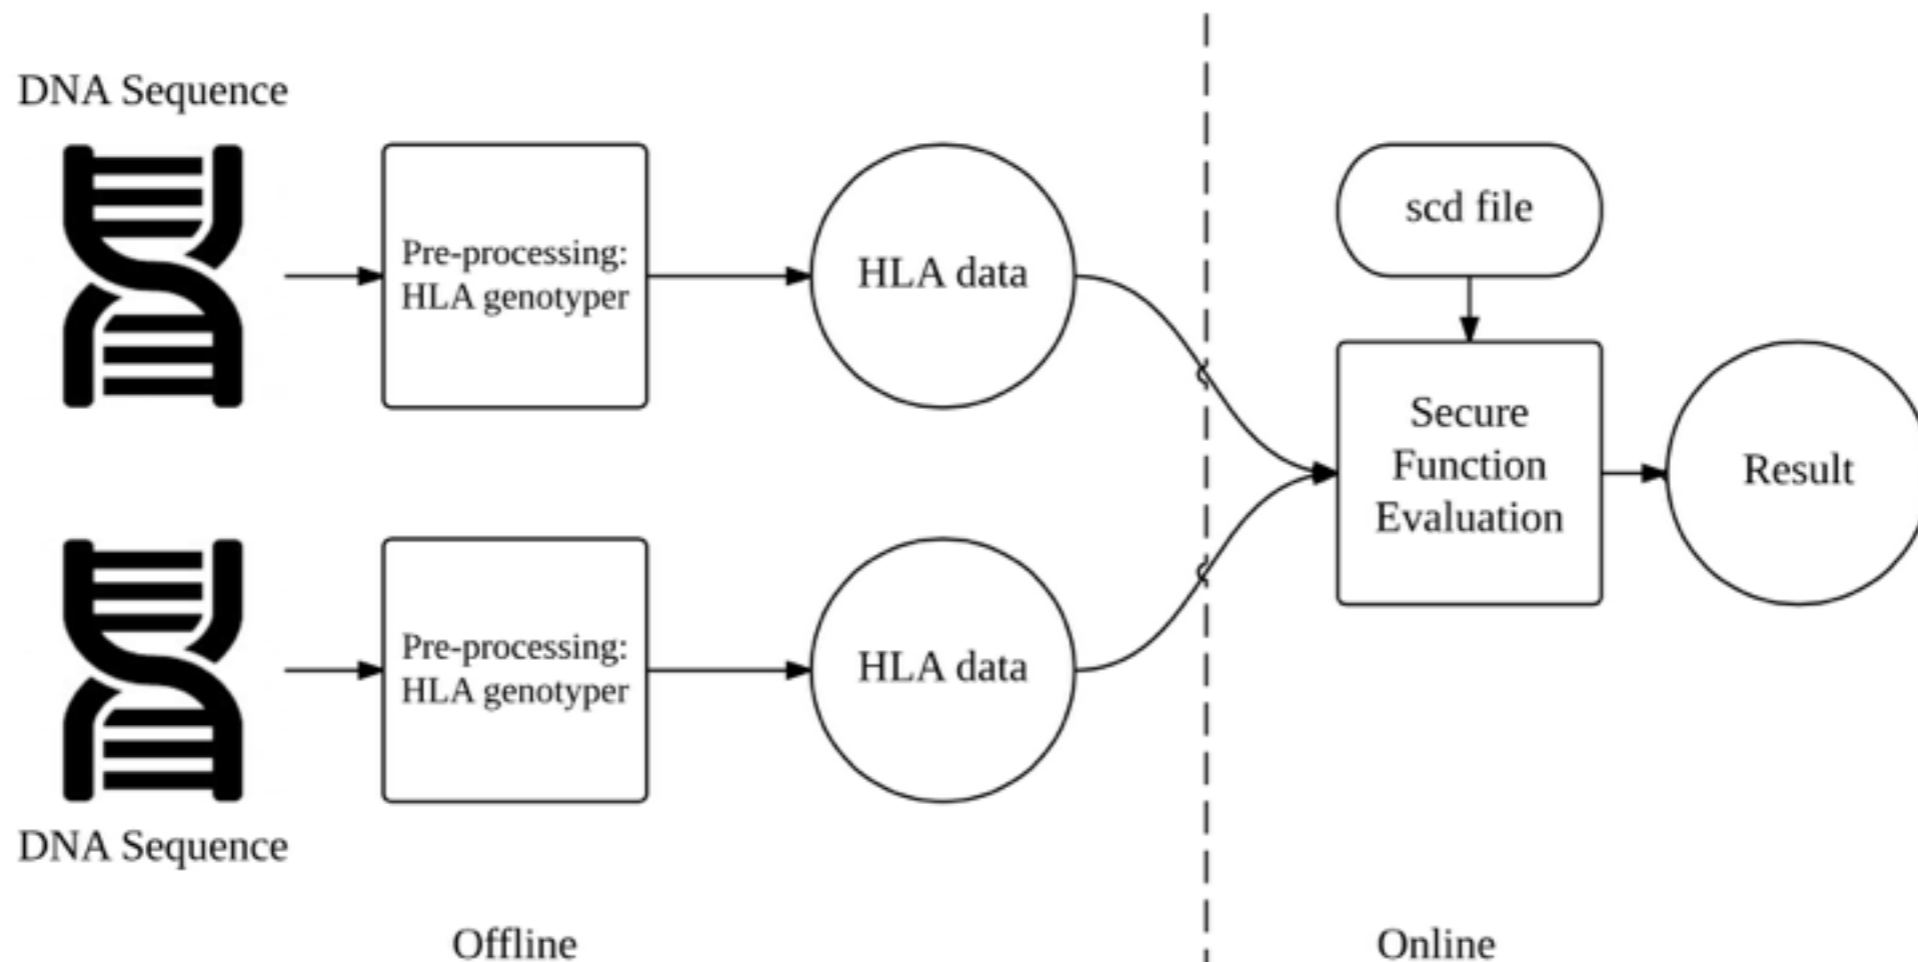 DNA Sequence
Pre-processing:
HLA genotyper
HLA data
scd file
Secure
Function
Evaluation
Result
Pre-processing:
HLA genotyper
HLA data
DNA Sequence
Offline
Online